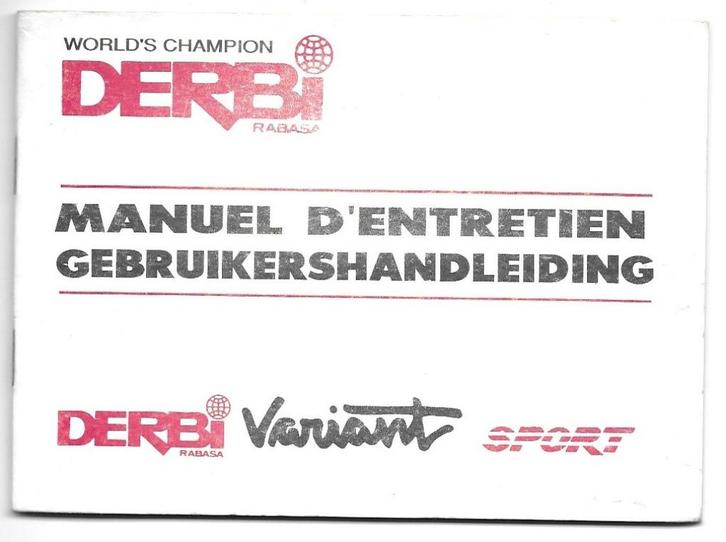 WORLD'S CHAMPION
DERBi
RABASA
MANUEL D'ENTRETIEN
GEBRUIKERSHANDLEIDING
DERBi Variant SPORT
RABASA